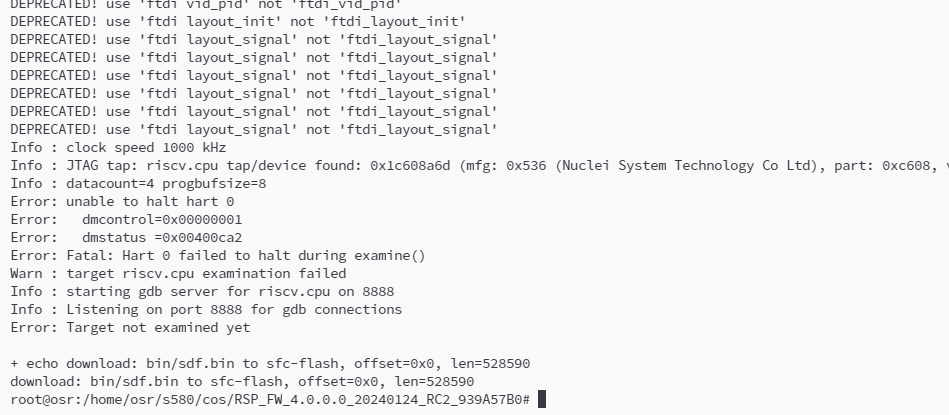 DEPRECATED! use 'ftdi vid_pid' not 'ftdi_vid_pid'
DEPRECATED! use 'ftdi layout_init' not 'ftdi_layout_init'
DEPRECATED! use 'ftdi layout_signal' not 'ftdi_layout_signal'
DEPRECATED! use 'ftdi layout_signal' not 'ftdi_layout_signal'
DEPRECATED! use 'ftdi layout_signal' not 'ftdi_layout_signal'
DEPRECATED! use 'ftdi layout_signal' not 'ftdi_layout_signal'
DEPRECATED! use 'ftdi layout_signal' not 'ftdi_layout_signal'
DEPRECATED! use 'ftdi layout_signal' not 'ftdi_layout_signal'
Info : clock speed 1000 kHz
Info : JTAG tap: riscv.cpu tap/device found: 0x1c608a6d (mfg: 0x536 (Nuclei System Technology Co Ltd), part: 0xc608,
Info : datacount=4 progbufsize=8
Error: unable to halt hart 0
Error:   dmcontrol=0x00000001
Error:   dmstatus =0x00400ca2
Error: Fatal: Hart 0 failed to halt during examine()
Warn : target riscv.cpu examination failed
Info : starting gdb server for riscv.cpu on 8888
Info : Listening on port 8888 for gdb connections
Error: Target not examined yet
+ echo download: bin/sdf.bin to sfc-flash, offset=0x0, len=528590
download: bin/sdf.bin to sfc-flash, offset=0x0, len=528590
root@osr:/home/osr/s580/cos/RSP_FW_4.0.0.0_20240124_RC2_939A57B0#